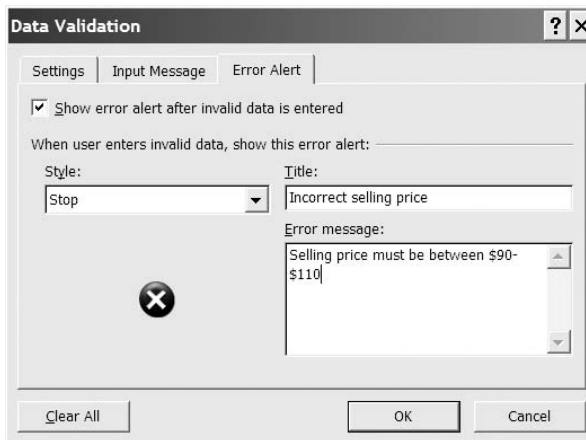 Data Validation
Settings
Input Message
Error Alert
Show error alert after invalid data is entered
When user enters invalid data, show this error alert:
Style:
Title:
Stop
Incorrect selling price
Error message:
Selling price must be between $90-
$110
Clear All
OK
Cancel